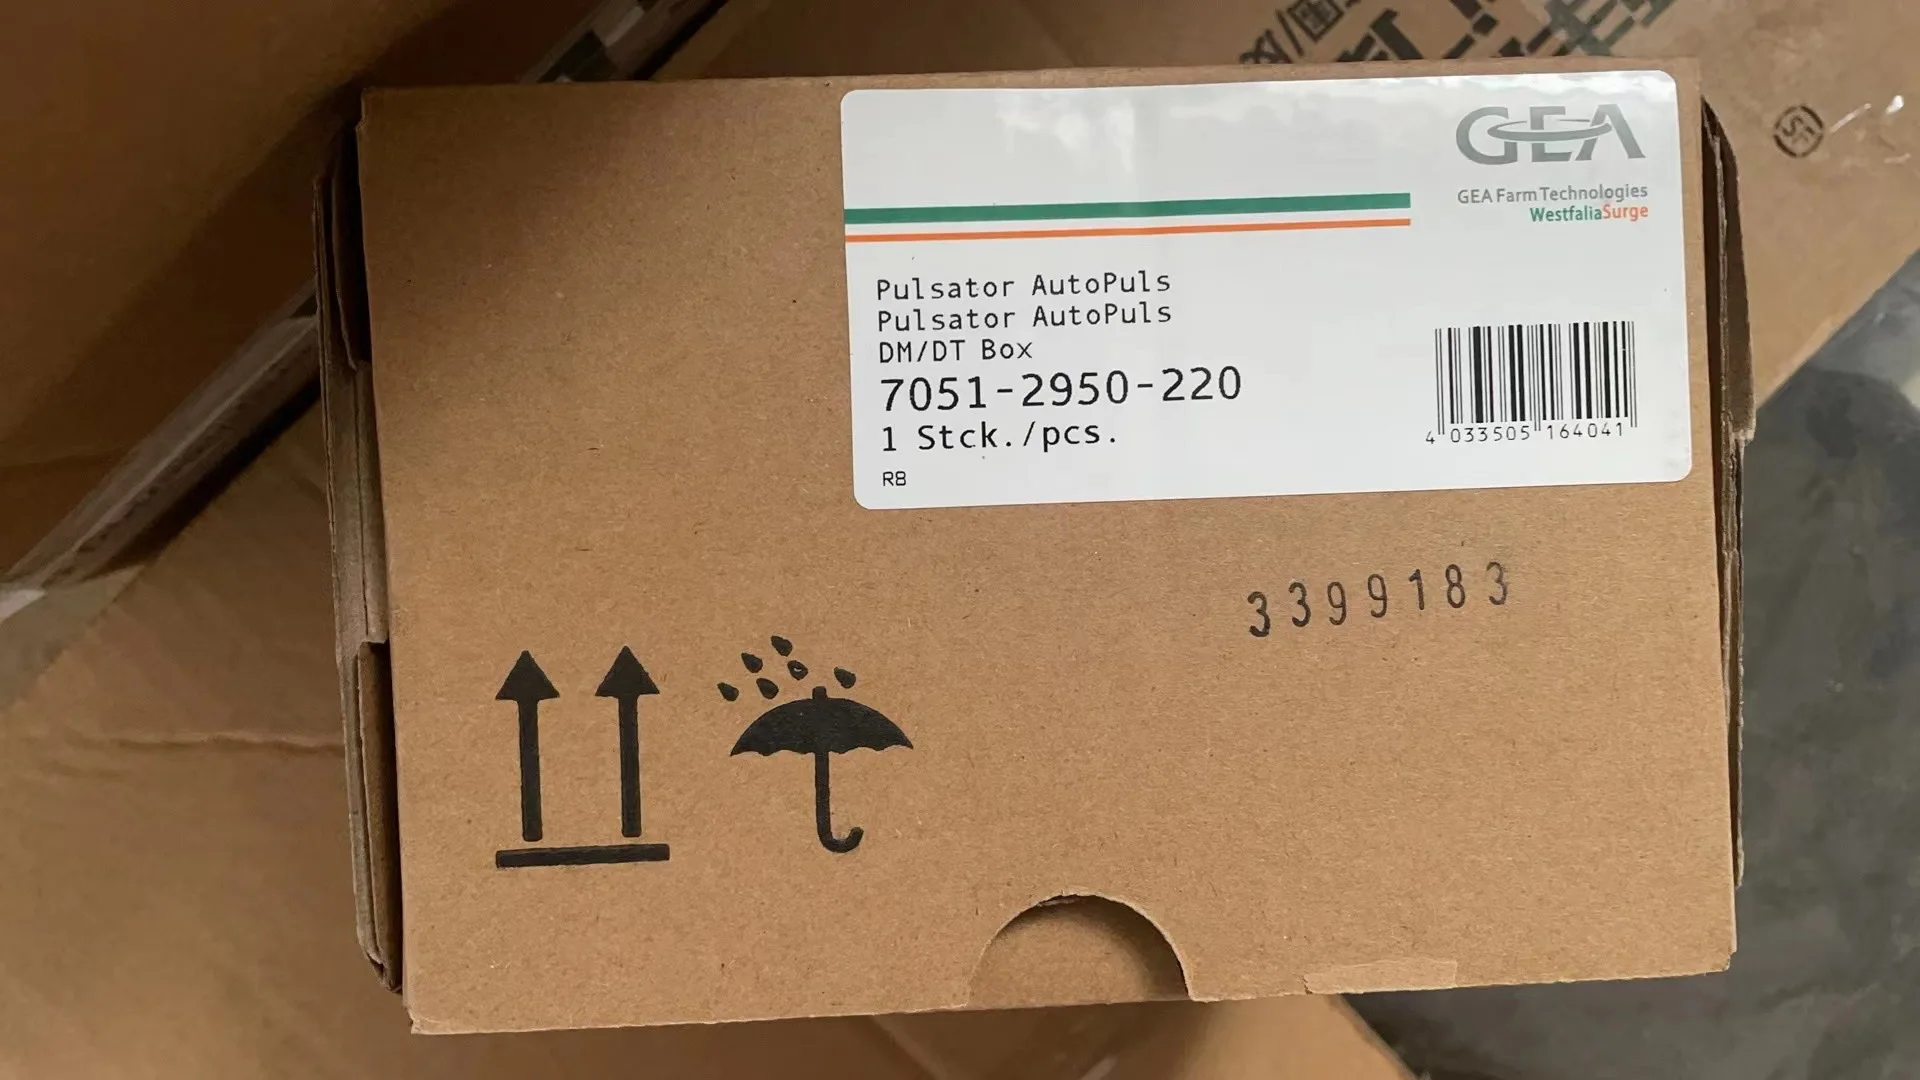 GEA
GEA Farm Technologies
WestfaliaSurge
Pulsator AutoPuls
Pulsator AutoPuls
DM/DT Box
7051-2950-220
1 Stck./pcs.
R8
4 033505 164041
3399183